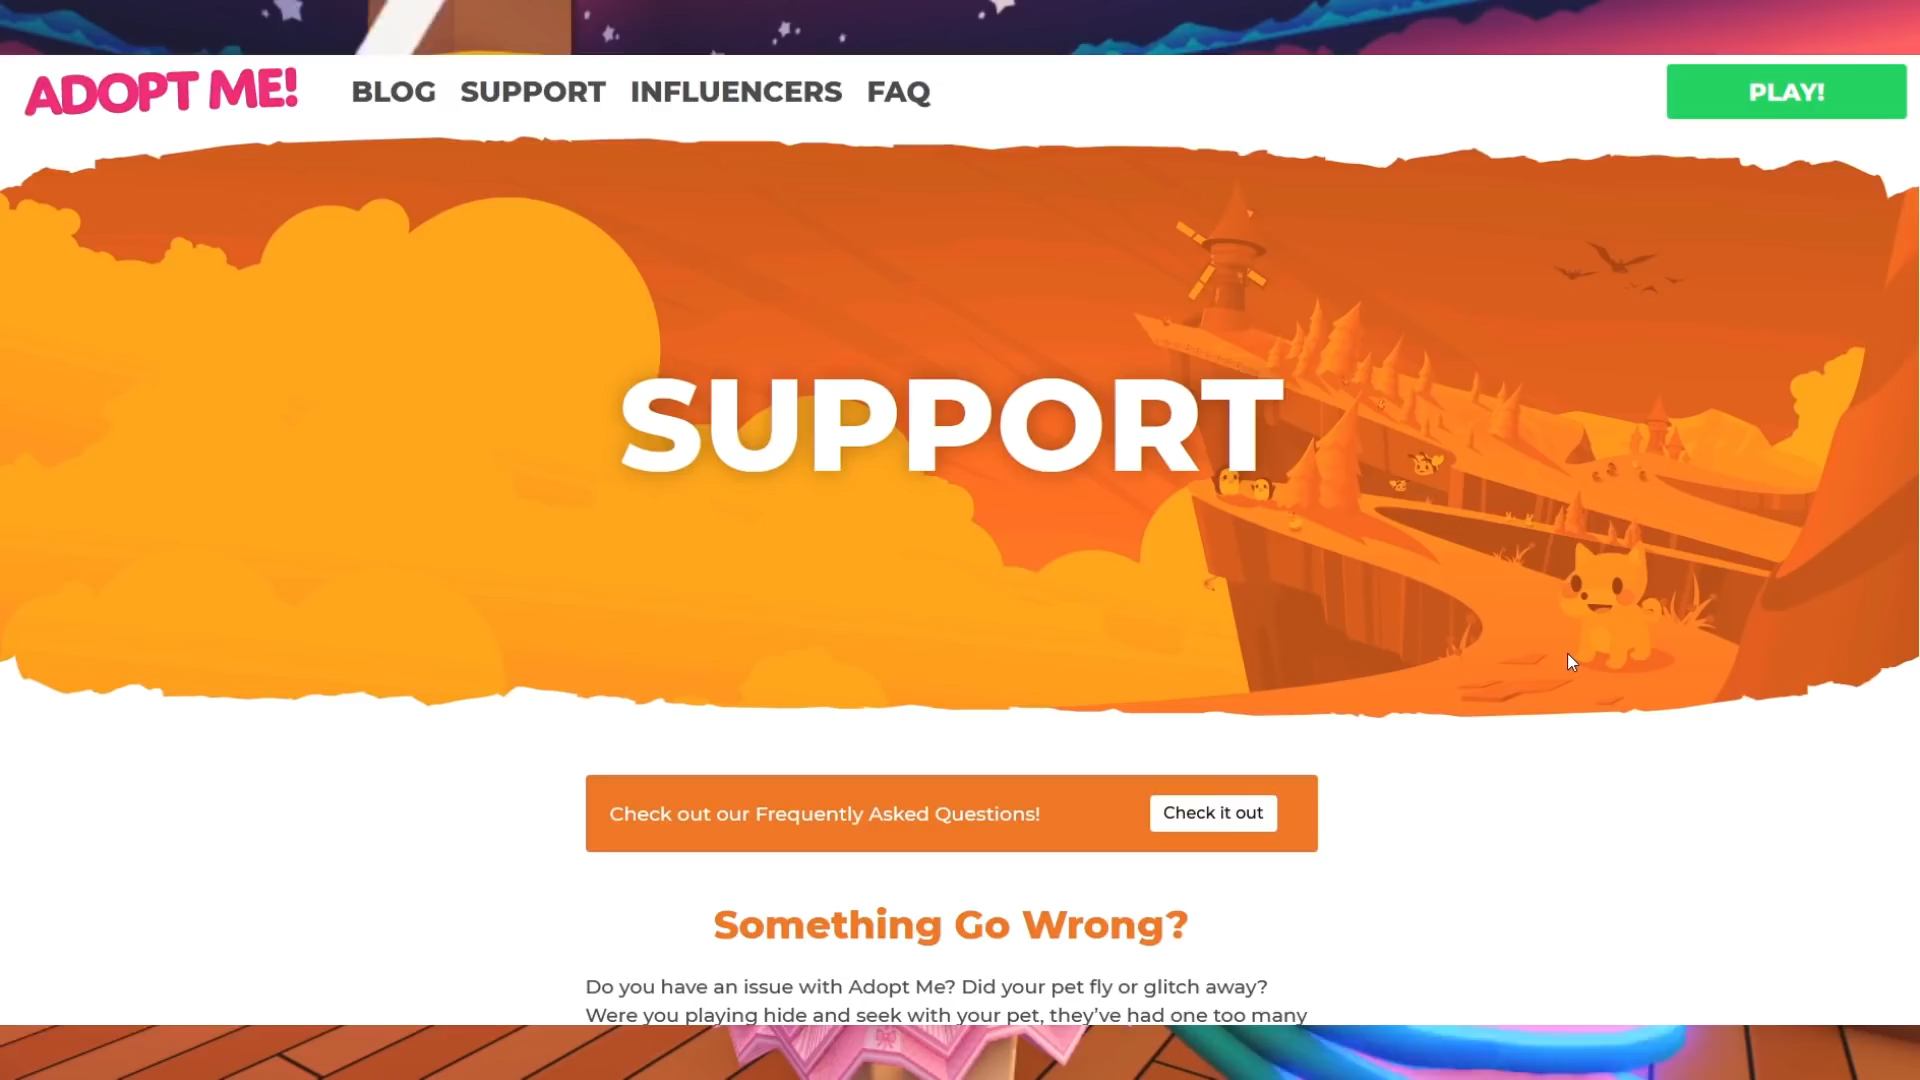 ADOPT ME!
BLOG SUPPORT INFLUENCERS FAQ
PLAY!
SUPPORT
Check out our Frequently Asked Questions!
Check it out
Something Go Wrong?
Do you have an issue with Adopt Me? Did your pet fly or glitch away?
Were you playing hide and seek with your pet, they've had one too many